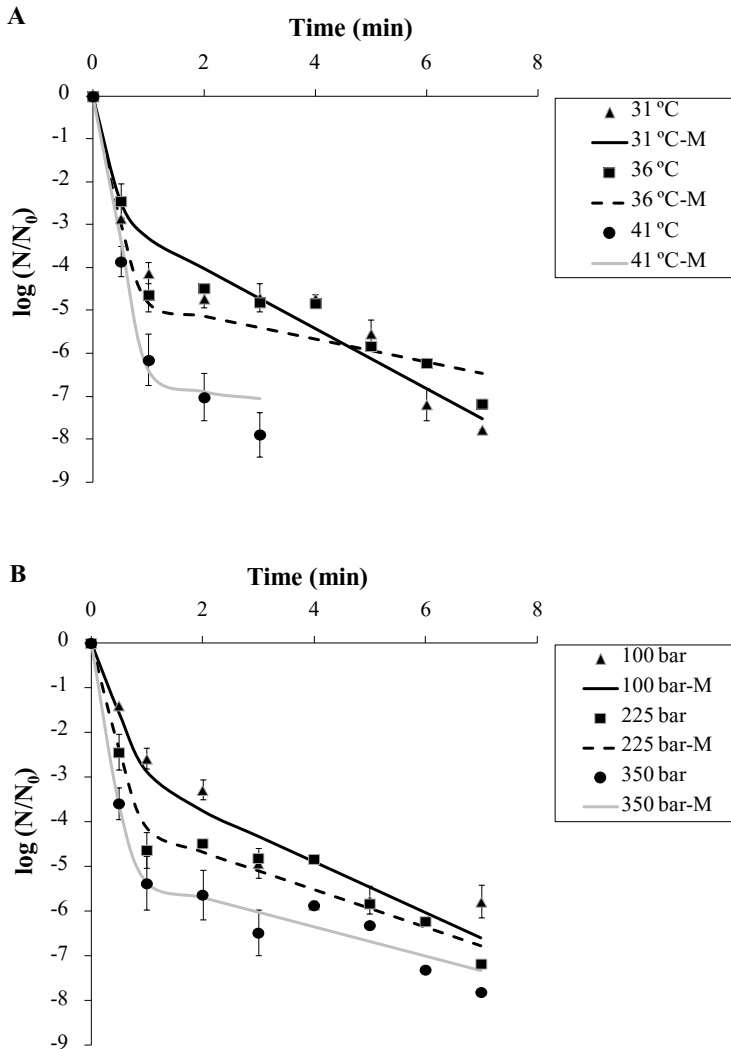 A
Time (min)
0 2 4 6 8
0
-1
-2
-3
-4
-5
-6
-7
-8
-9
log (N/N₀)
31 ºC
31 ºC-M
36 ºC
36 ºC-M
41 ºC
41 ºC-M
B
Time (min)
0 2 4 6 8
0
-1
-2
-3
-4
-5
-6
-7
-8
-9
log (N/N₀)
100 bar
100 bar-M
225 bar
225 bar-M
350 bar
350 bar-M